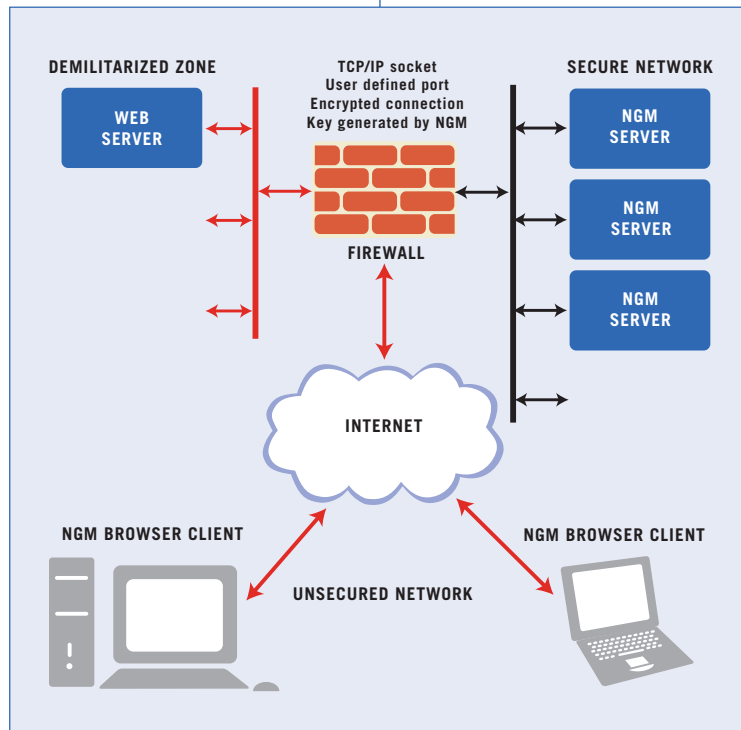 DEMILITARIZED ZONE
WEB
SERVER
TCP/IP socket
User defined port
Encrypted connection
Key generated by NGM
FIREWALL
SECURE NETWORK
NGM
SERVER
NGM
SERVER
NGM
SERVER
INTERNET
NGM BROWSER CLIENT
UNSECURED NETWORK
NGM BROWSER CLIENT